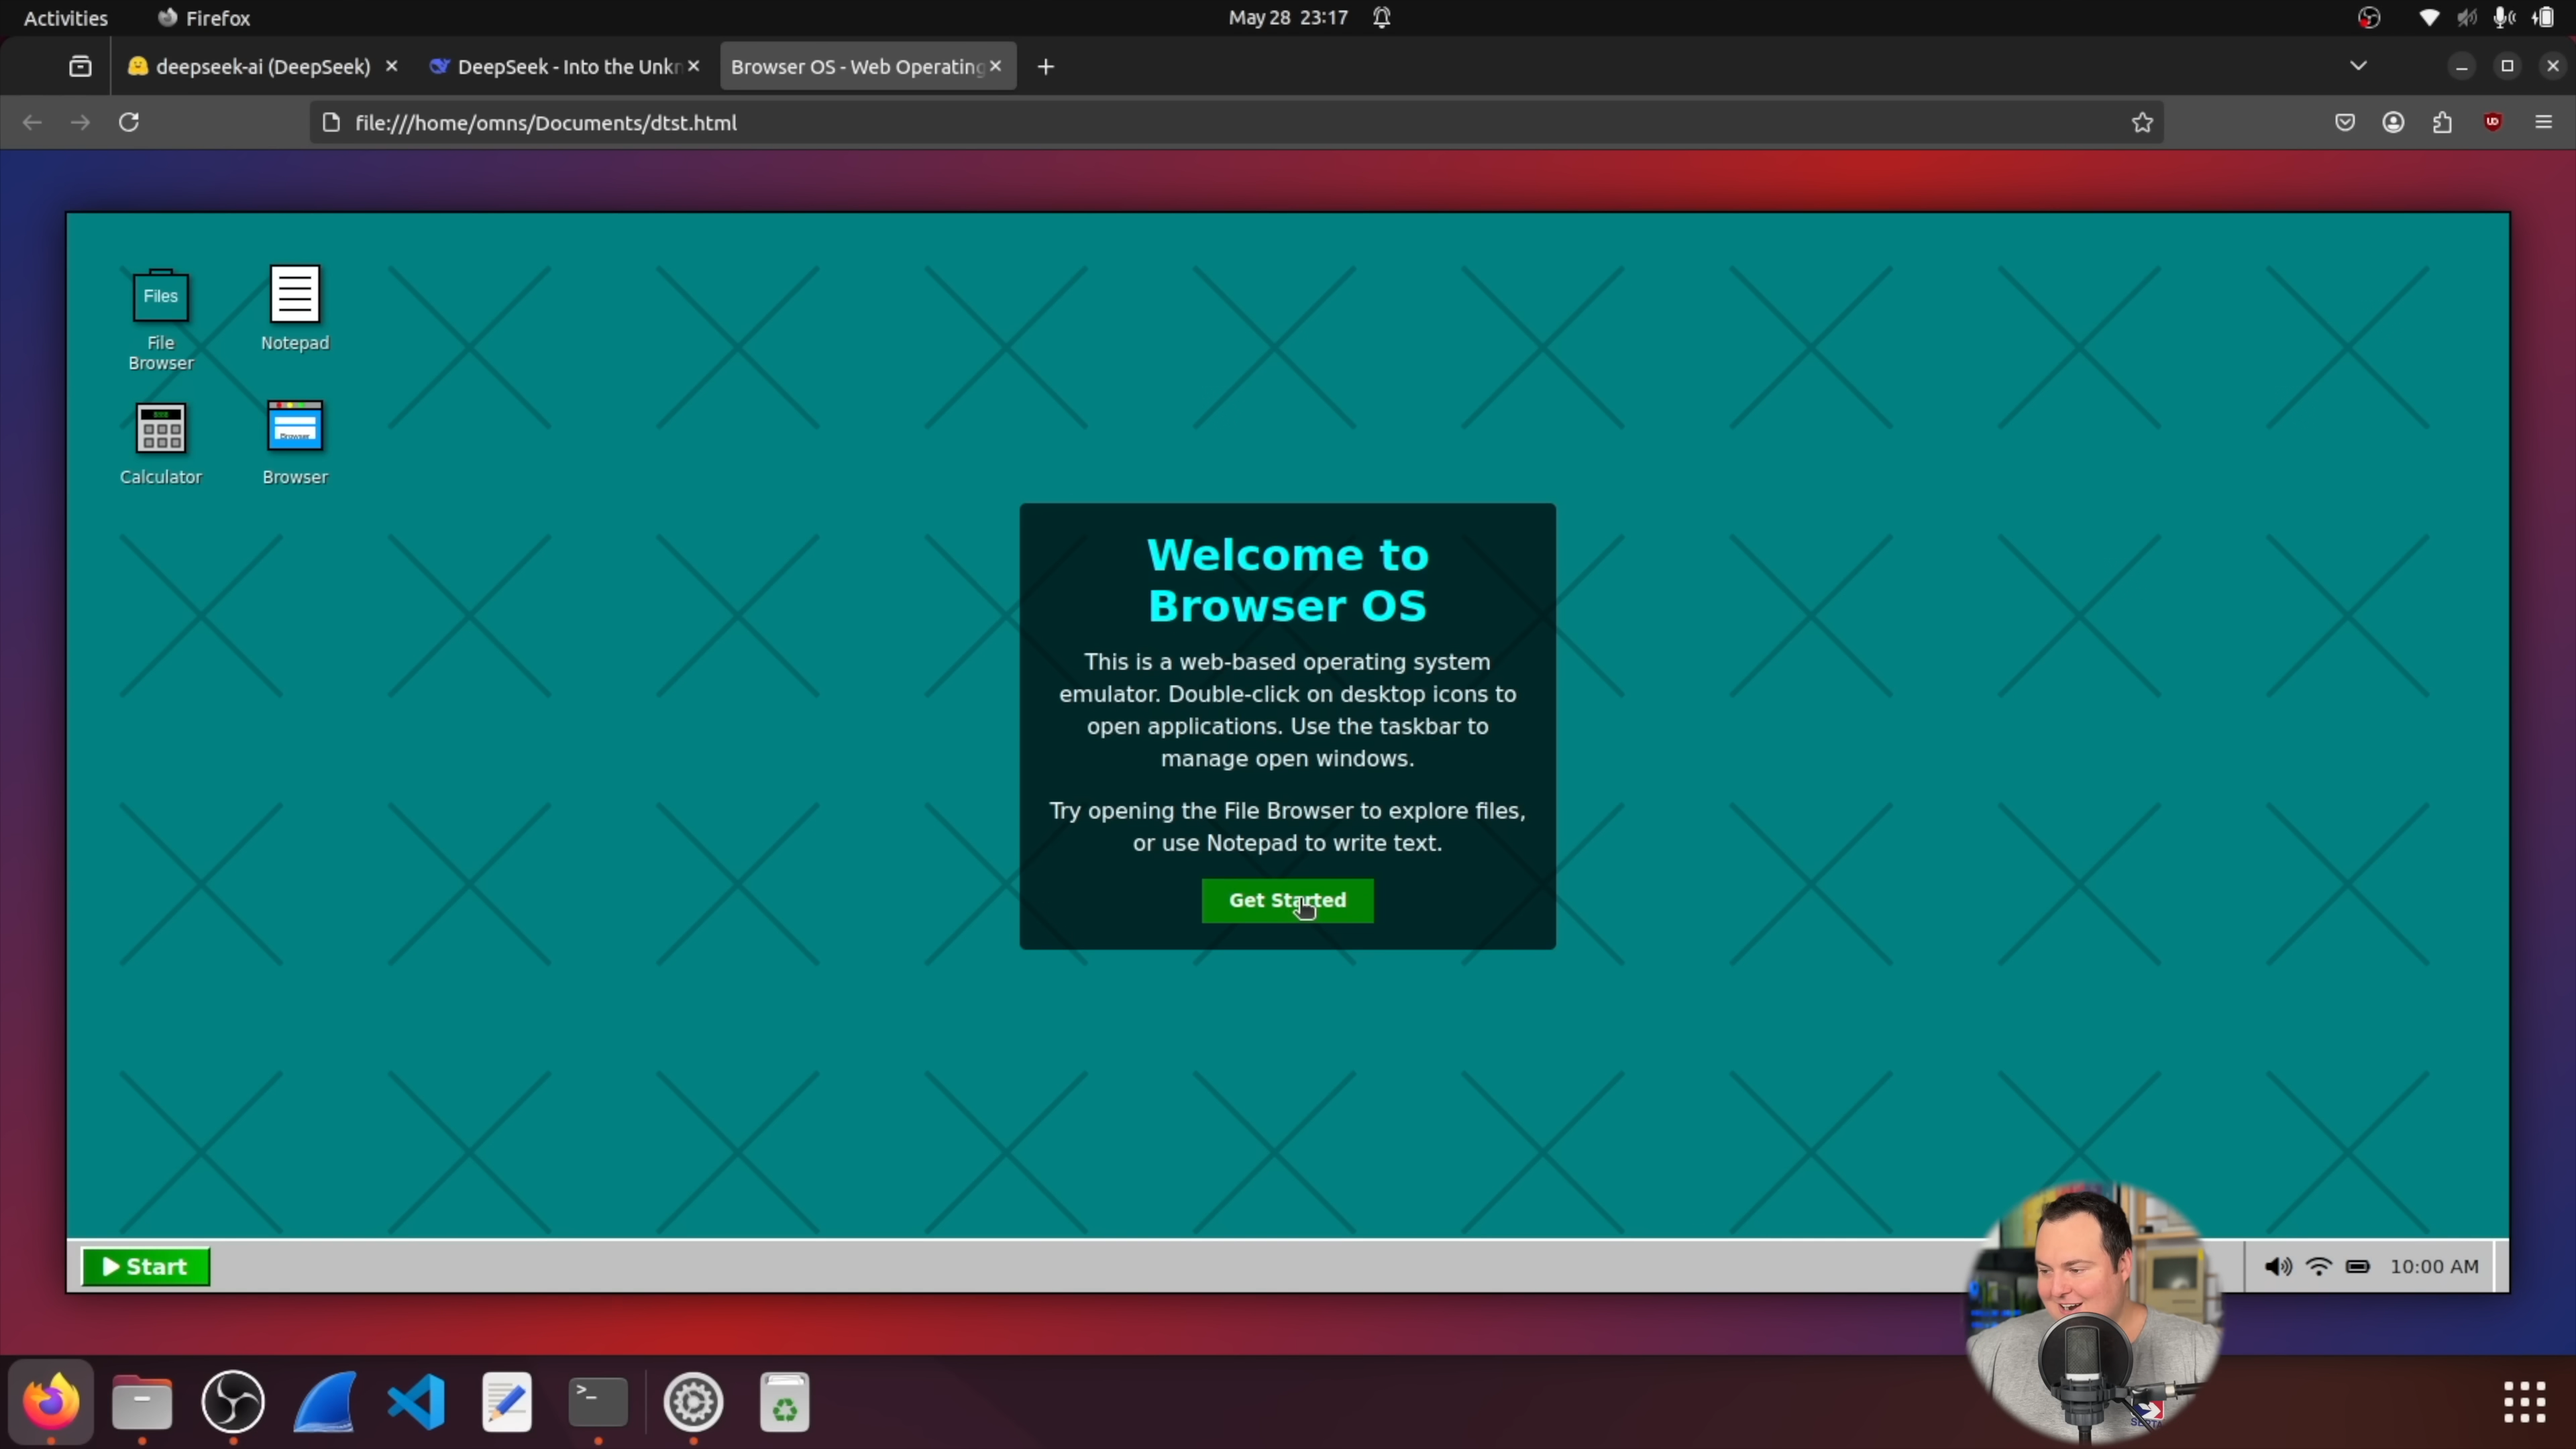 Activities
Firefox
May 28 23:17
deepseek-ai (DeepSeek)
DeepSeek - Into the Unkn
Browser OS - Web Operating
file:///home/omns/Documents/dtst.html
Files
File
Browser
Notepad
Calculator
Browser
Browser
Welcome to
Browser OS
This is a web-based operating system
emulator. Double-click on desktop icons to
open applications. Use the taskbar to
manage open windows.
Try opening the File Browser to explore files,
or use Notepad to write text.
Get Started
Start
10:00 AM